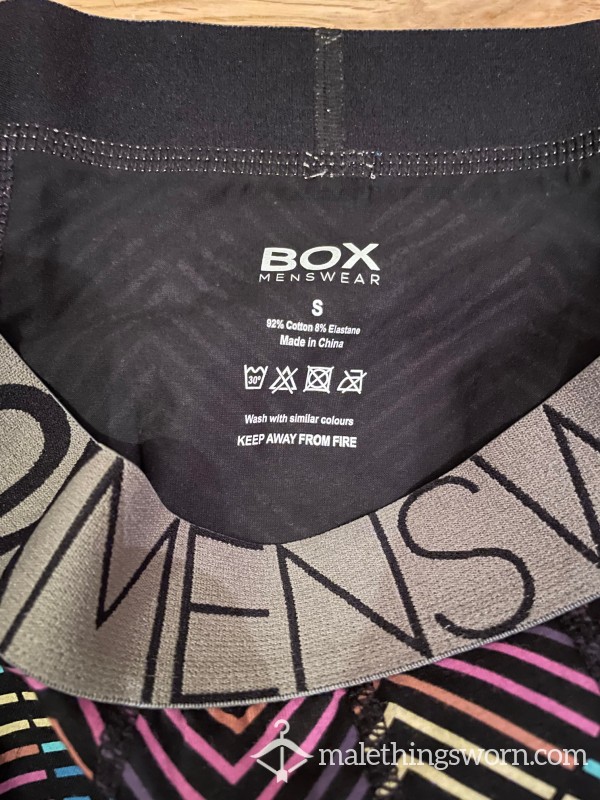 BOX
MENSWEAR
S
92% Cotton 8% Elastane
Made in China
30°
Wash with similar colours
KEEP AWAY FROM FIRE
OMENSW
malethingsworn.com